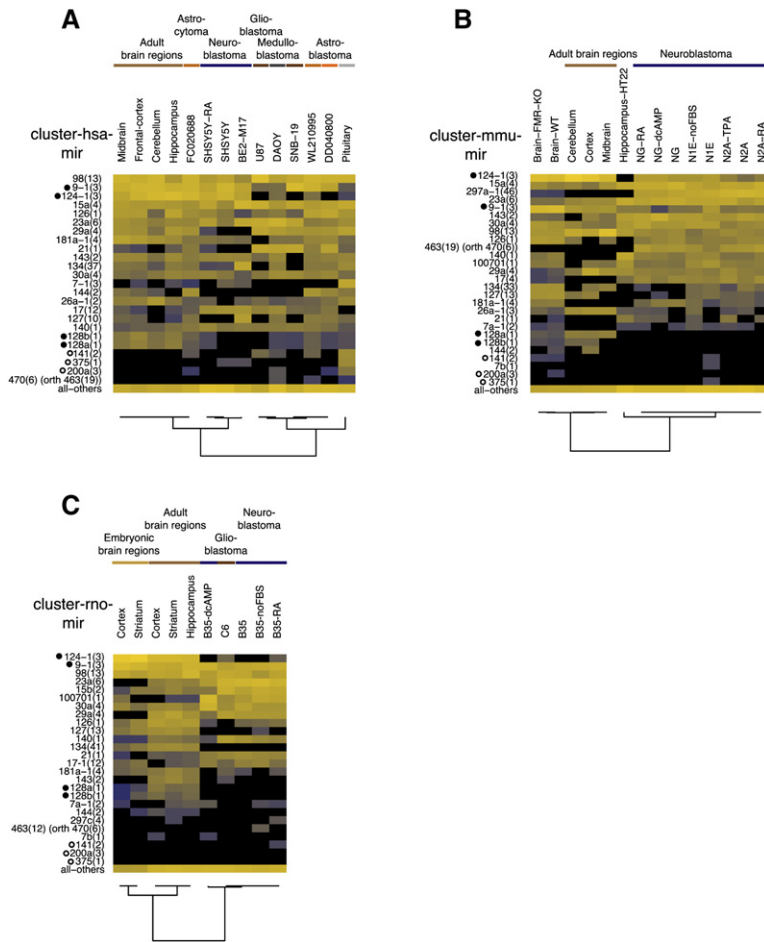 A
Astro-
cytoma
Glio-
blastoma
Adult
brain regions
Neuro-
blastoma
Medullo-
blastoma
Astro-
blastoma
cluster-hsa-
mir
Midbrain
Frontal-cortex
Cerebellum
Hippocampus
FC020688
SHSY5Y-RA
SHSY5Y
BE2-M17
U87
DAOY
SNB-19
WL210995
DD040800
Pituitary
98(13)
9-1(3)
124-1(3)
15a(4)
126(1)
23a(6)
29a(4)
181a-1(4)
21(1)
143(2)
134(37)
30a(4)
7-1(3)
144(2)
26a-1(2)
17(12)
127(10)
140(1)
128b(1)
128a(1)
141(2)
375(1)
200a(3)
470(6) (orth 463(19))
all-others
B
Adult brain regions
Neuroblastoma
cluster-mmu-
mir
Brain-FMR-KO
Brain-WT
Cerebellum
Cortex
Midbrain
Hippocampus-HT22
NG-RA
NG-dcAMP
NG
N1E-noFBS
N1E
N2A-TPA
N2A
N2A-RA
124-1(3)
15a(4)
297a-1(46)
23a(6)
9-1(3)
143(2)
30a(4)
98(13)
126(1)
463(19) (orth 470(6))
140(1)
100701(1)
29a(4)
17(4)
134(33)
127(13)
181a-1(4)
26a-1(3)
21(1)
7a-1(2)
128a(1)
128b(1)
144(2)
141(2)
7b(1)
200a(3)
375(1)
all-others
C
Embryonic
brain regions
Adult
brain regions
Glio-
blastoma
Neuro-
blastoma
cluster-rno-
mir
Cortex
Striatum
Cortex
Striatum
Hippocampus
B35-dcAMP
C6
B35
B35-noFBS
B35-RA
124-1(3)
9-1(3)
98(13)
23a(6)
15b(2)
100701(1)
30a(4)
29a(4)
126(1)
127(13)
140(1)
134(41)
21(1)
17-1(12)
181a-1(4)
143(2)
128a(1)
128b(1)
7a-1(2)
144(2)
297c(4)
463(12) (orth 470(6))
7b(1)
141(2)
200a(3)
375(1)
all-others